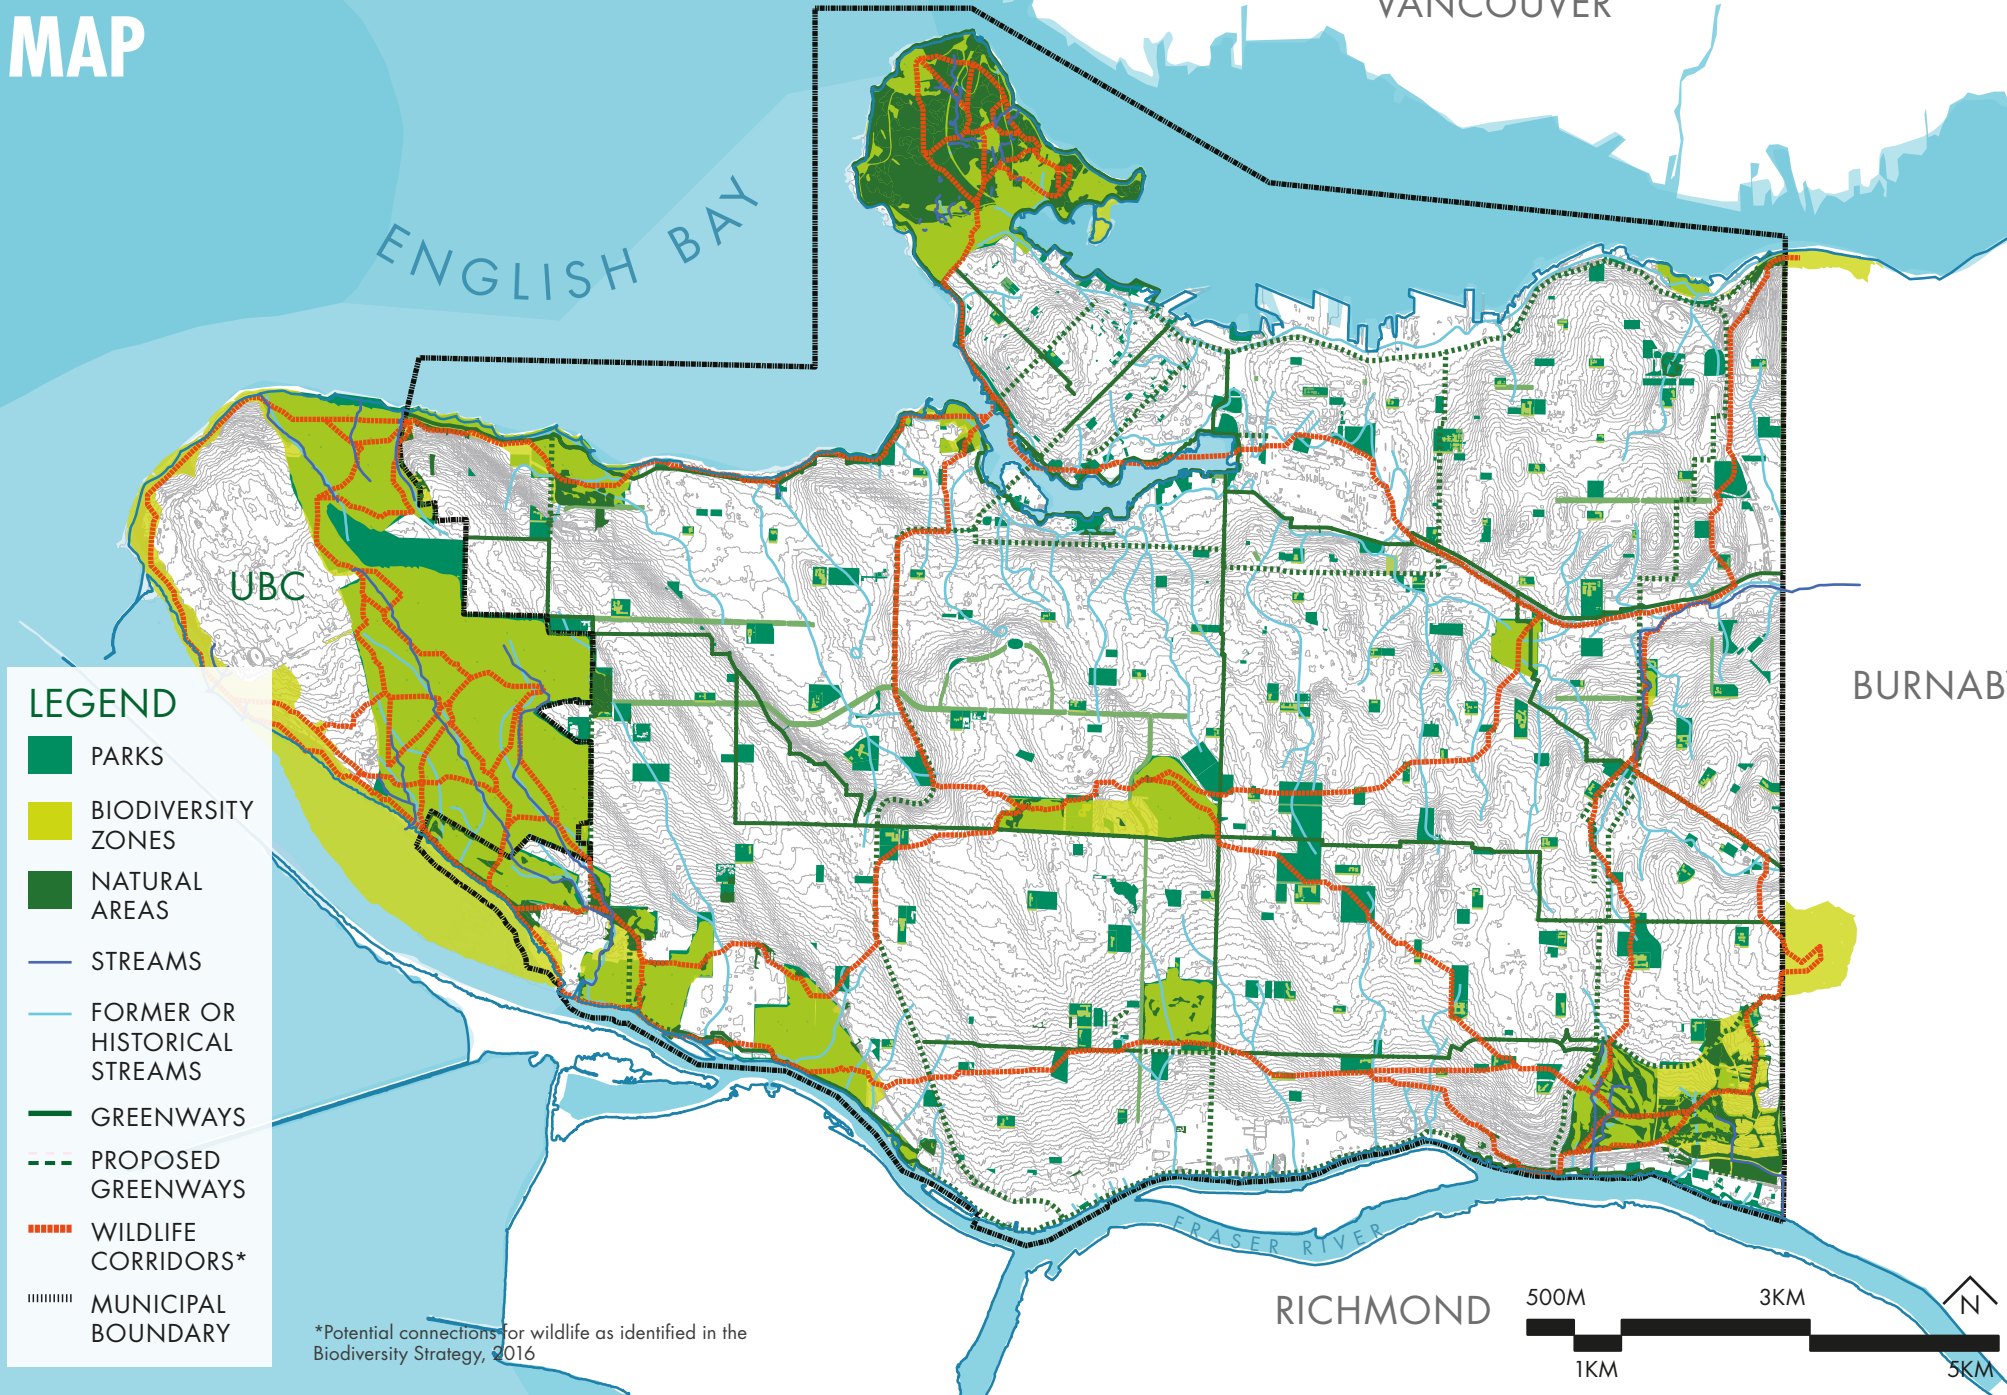 MAP
VANCOUVER
ENGLISH BAY
UBC
BURNAB
LEGEND
PARKS
BIODIVERSITY
ZONES
NATURAL
AREAS
STREAMS
FORMER OR
HISTORICAL
STREAMS
GREENWAYS
PROPOSED
GREENWAYS
WILDLIFE
CORRIDORS*
MUNICIPAL
BOUNDARY
*Potential connections for wildlife as identified in the
Biodiversity Strategy, 2016
FRASER RIVER
RICHMOND
500M 3KM
N
1KM 5KM